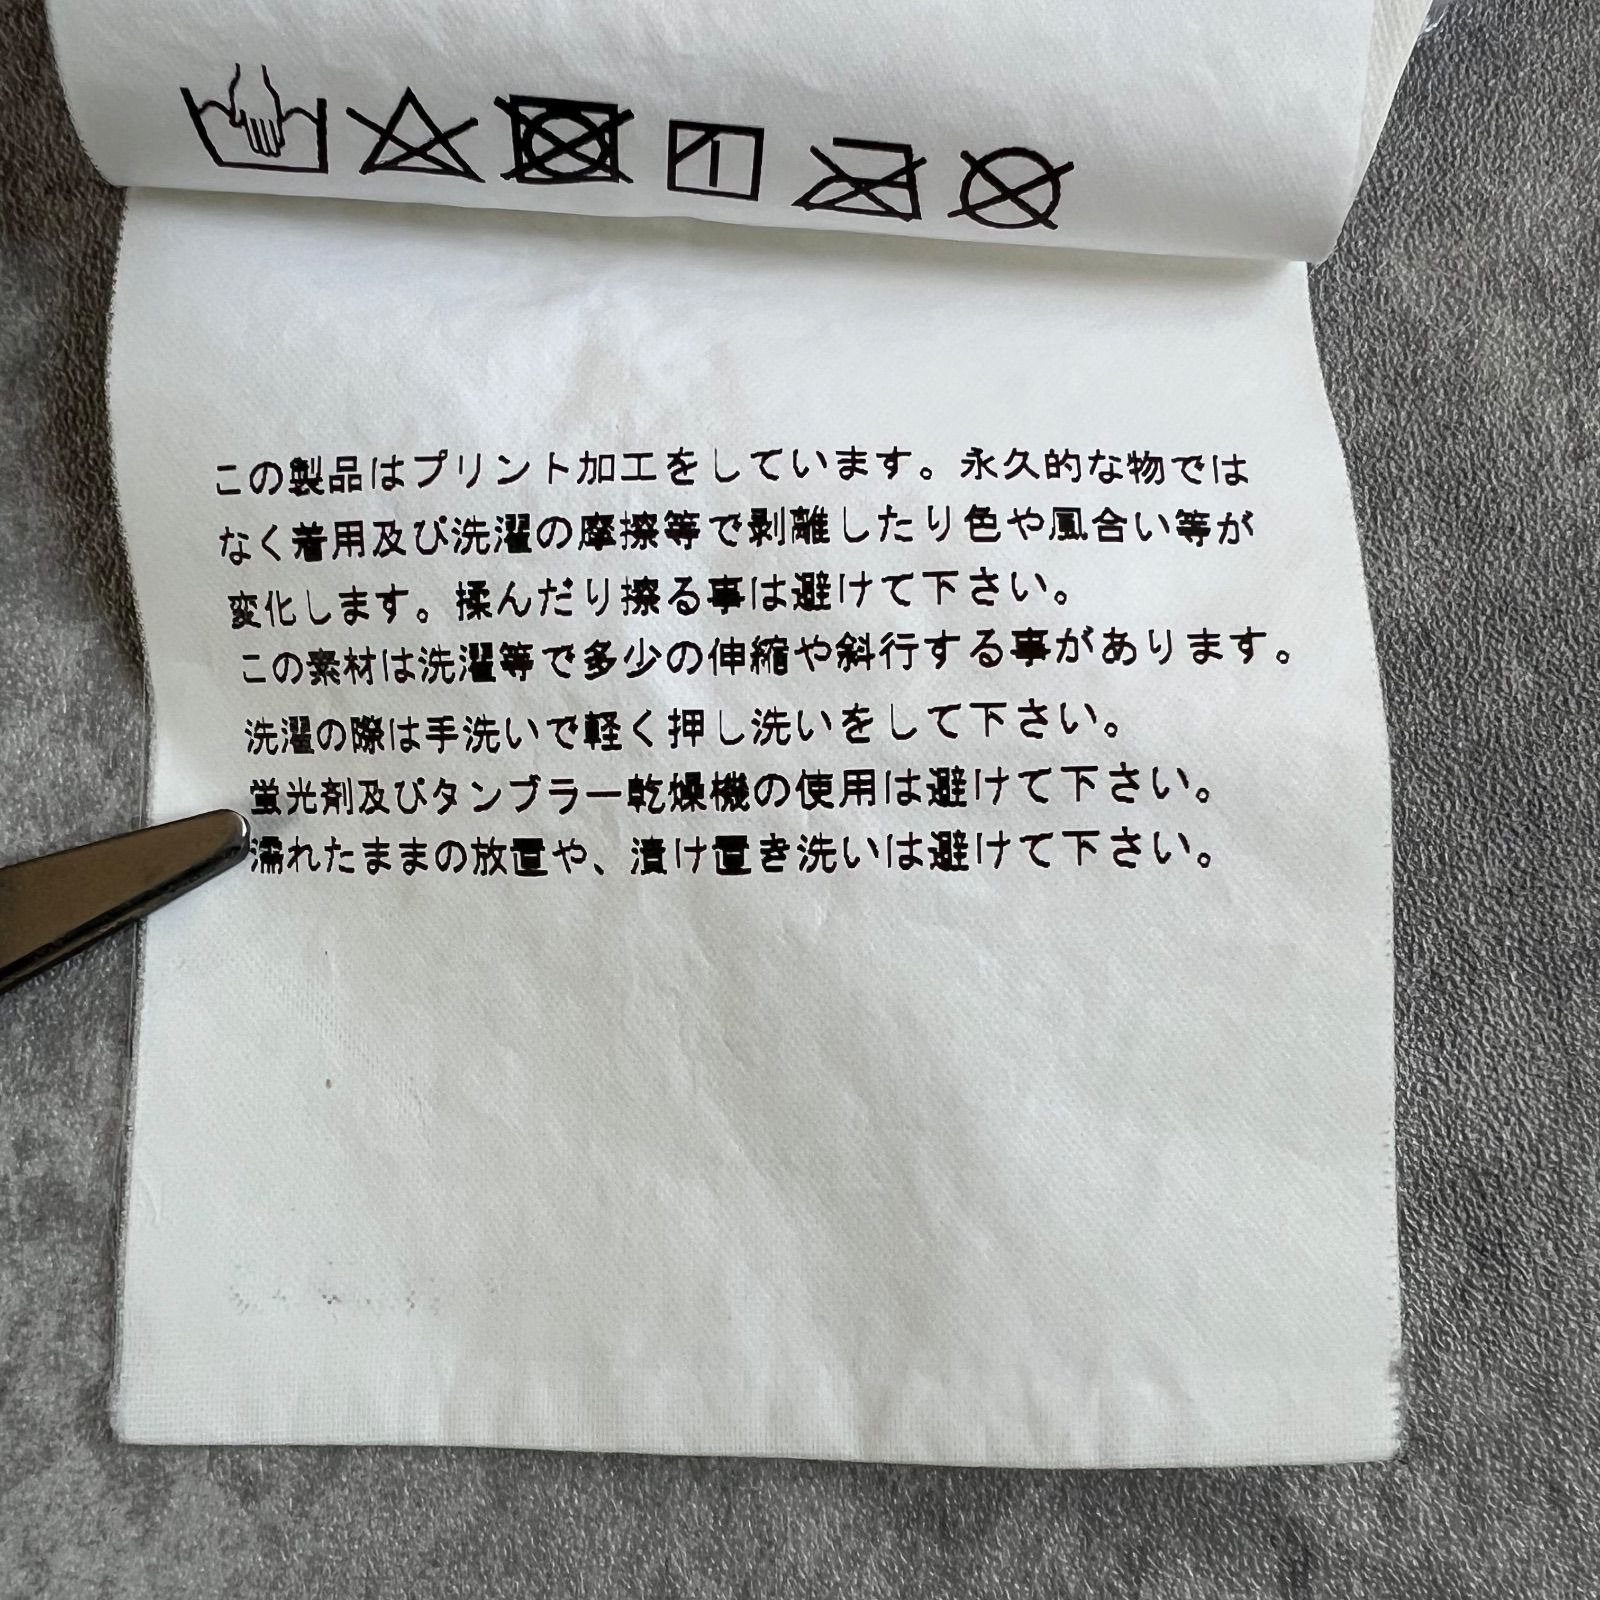 この製品はプリント加工をしています。永久的な物では
なく着用及び洗濯の摩擦等で剥離したり色や風合い等が
変化します。揉んだり擦る事は避けて下さい。
この素材は洗濯等で多少の伸縮や斜行する事があります。
洗濯の際は手洗いで軽く押し洗いをして下さい。
蛍光剤及びタンブラー乾燥機の使用は避けて下さい。
濡れたままの放置や、漬け置き洗いは避けて下さい。